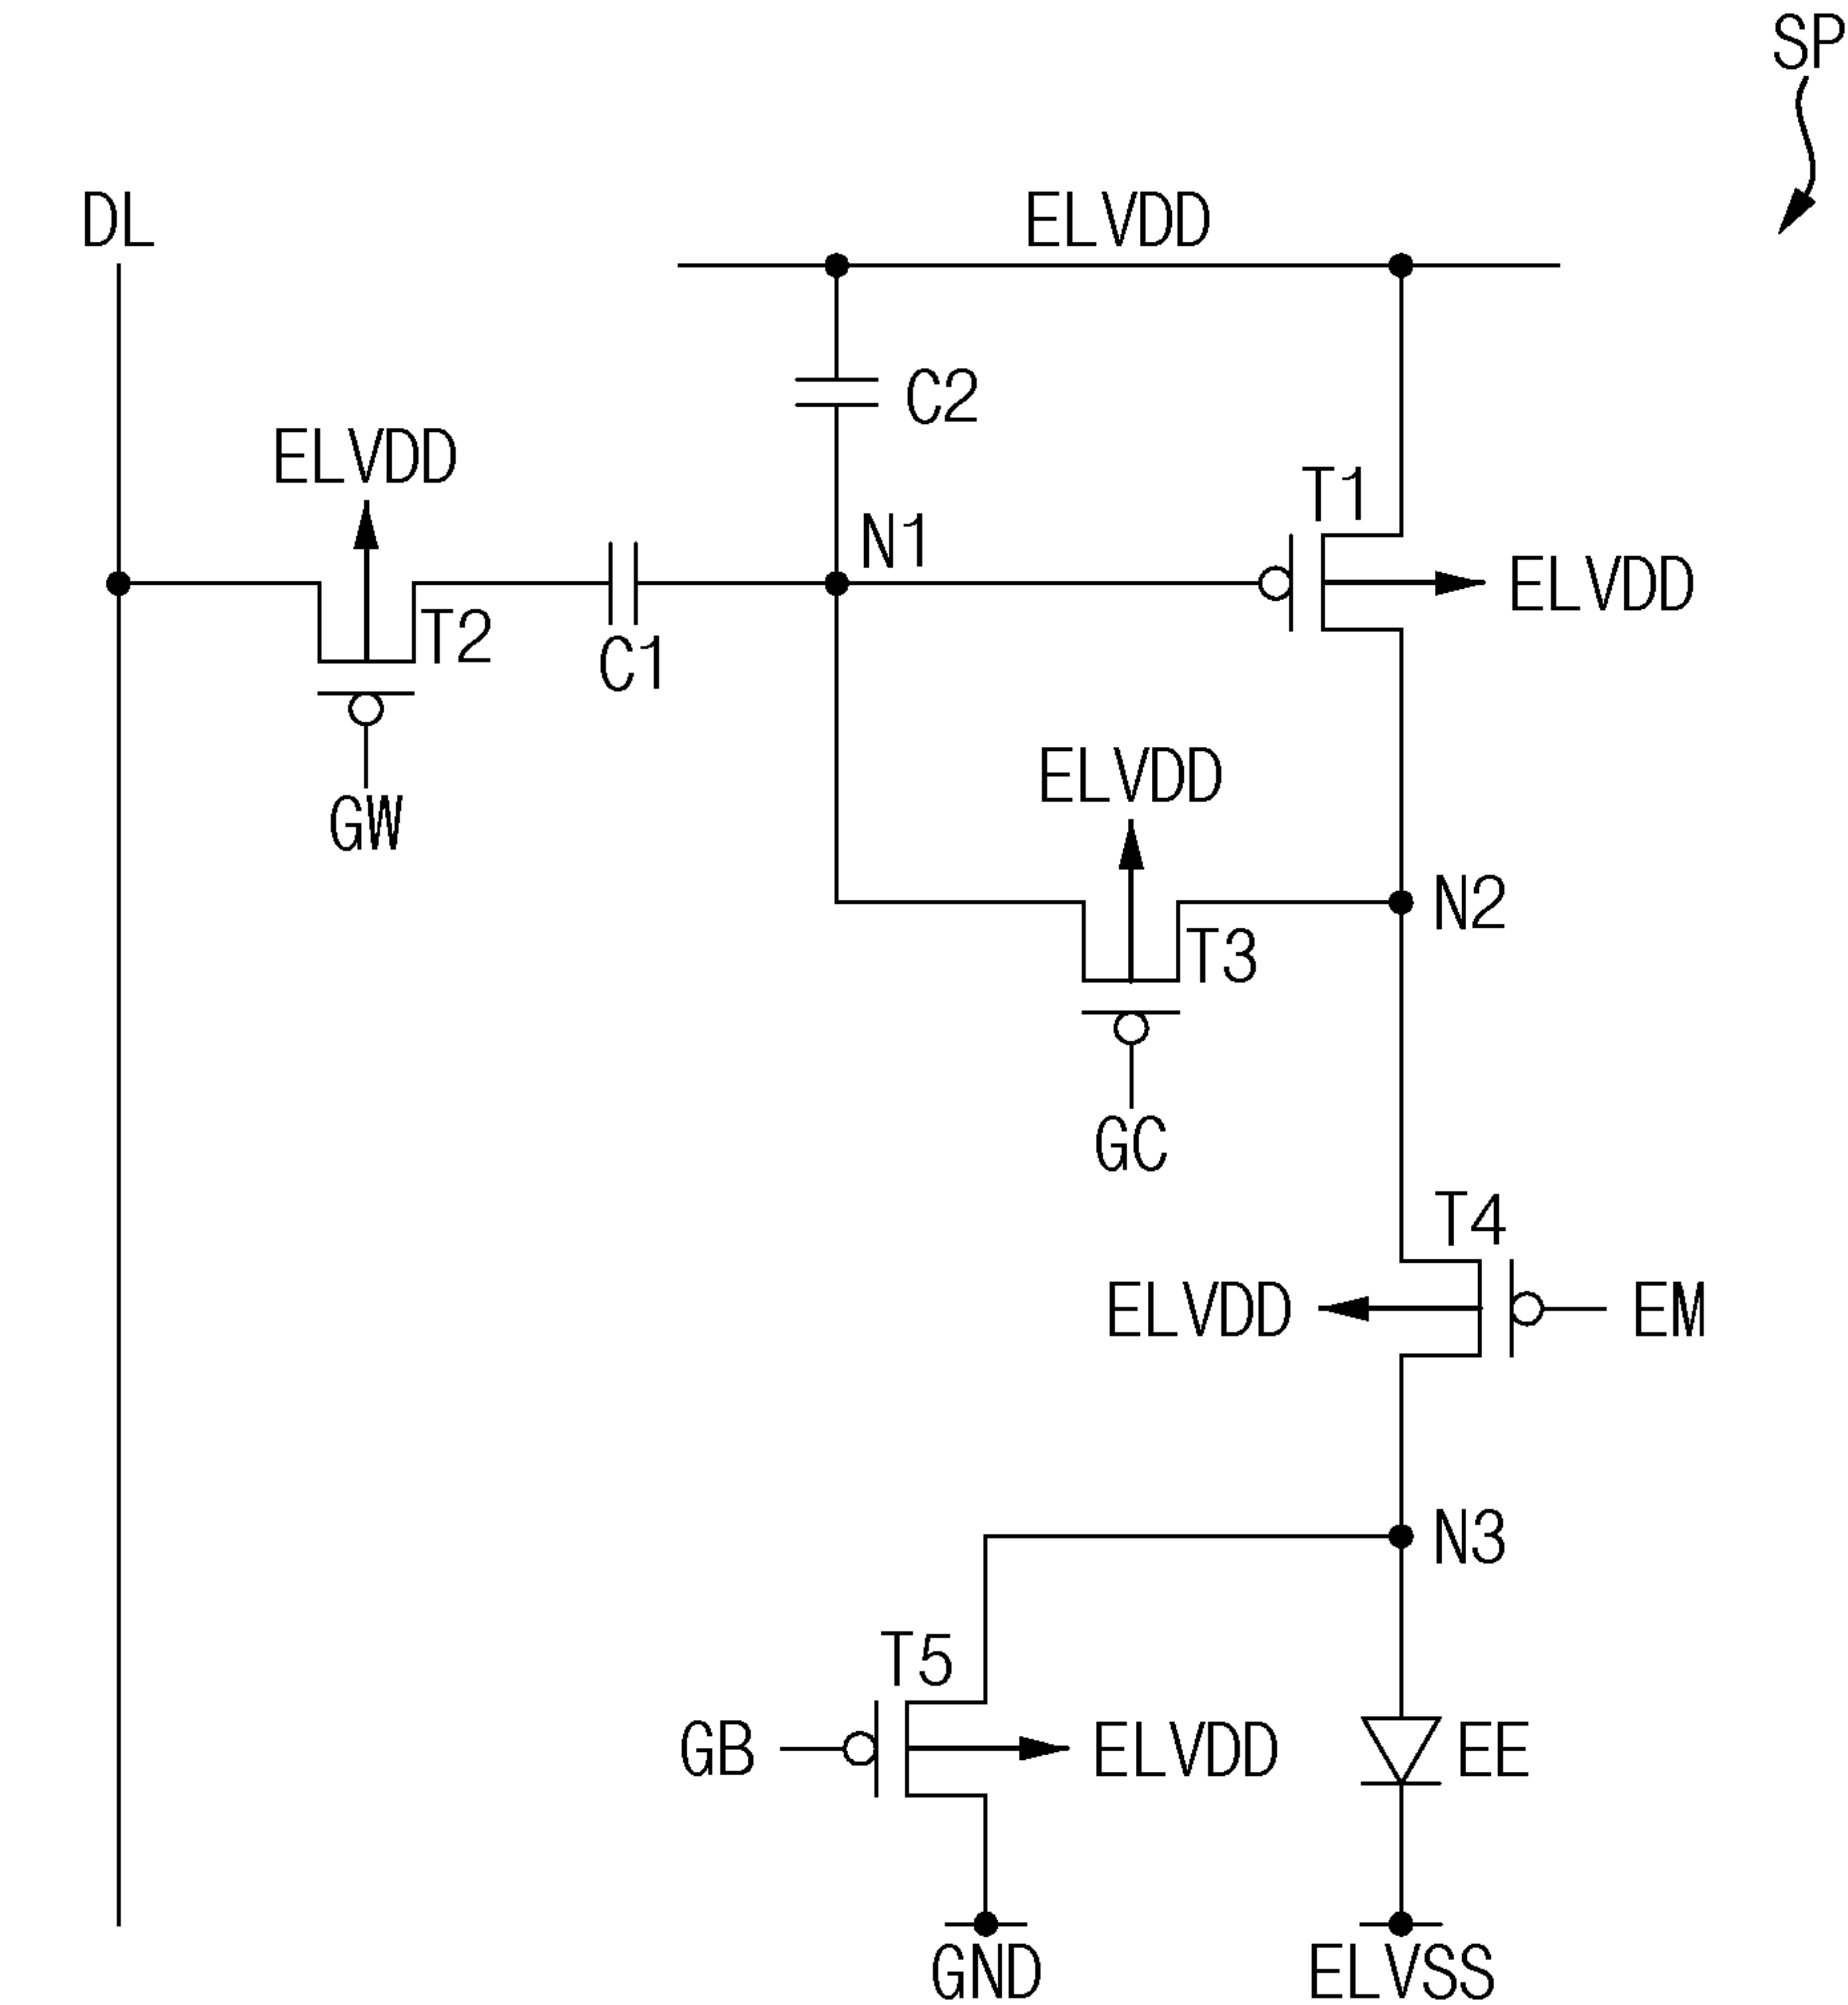 SP
DL
ELVDD
C2
ELVDD
T1
N1
ELVDD
T2
C1
ELVDD
GW
N2
T3
GC
T4
ELVDD
EM
N3
T5
GB
ELVDD
EE
GND
ELVSS